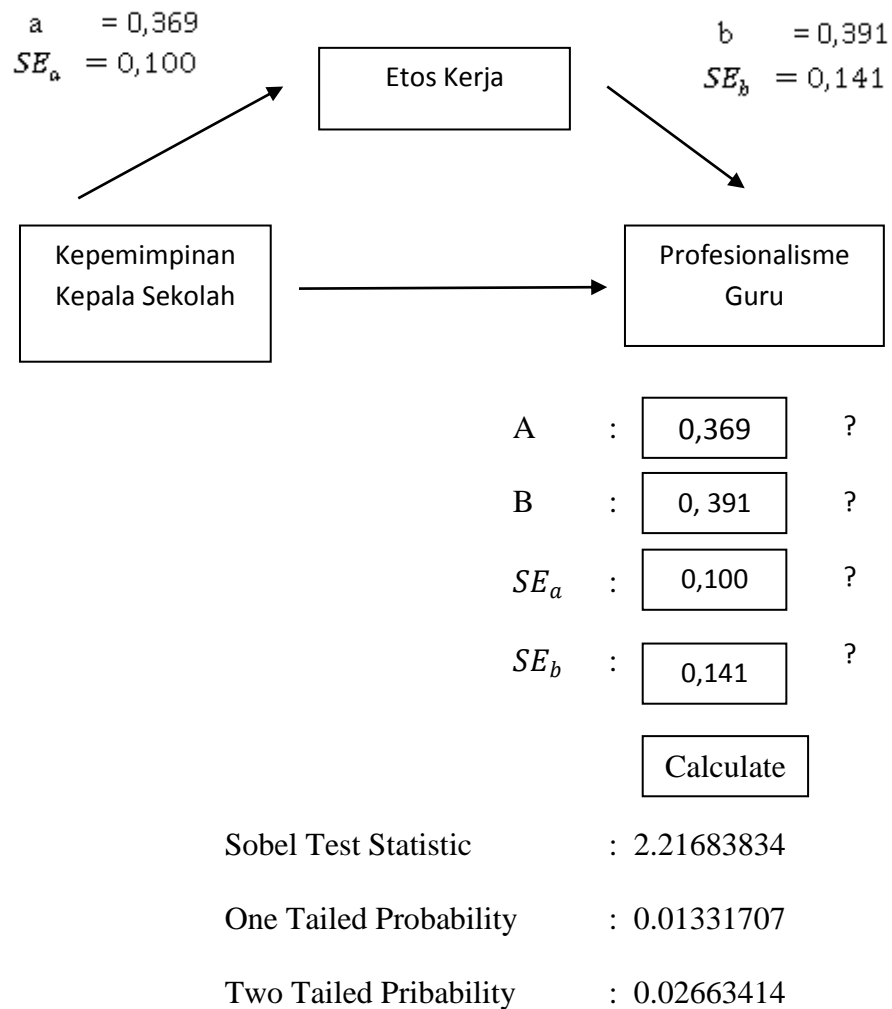 a = 0,369
SEₐ = 0,100
b = 0,391
SE_b = 0,141
Etos Kerja
Kepemimpinan
Kepala Sekolah
Profesionalisme
Guru
A : 0,369 ?
B : 0, 391 ?
SEₐ : 0,100 ?
SE_b : 0,141 ?
Calculate
Sobel Test Statistic : 2.21683834
One Tailed Probability : 0.01331707
Two Tailed Pribability : 0.02663414